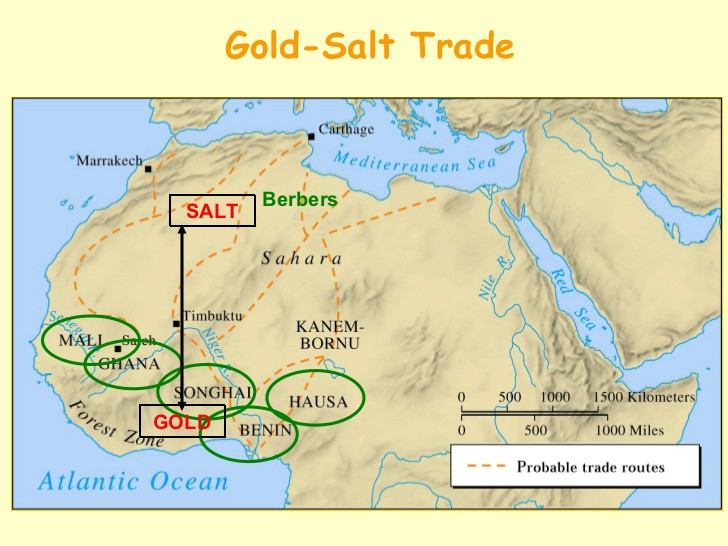 Gold-Salt Trade
Carthage
Marrakech
Mediterranean Sea
Berbers
SALT
Sahara
Nile R.
Red Sea
Senegal
Timbuktu
MALI
Saleh
GHANA
Niger
KANEM-
BORNU
SONGHAI
HAUSA
0 500 1000 1500 Kilometers
0 500 1000 Miles
GOLD
BENIN
Forest Zone
Probable trade routes
Atlantic Ocean